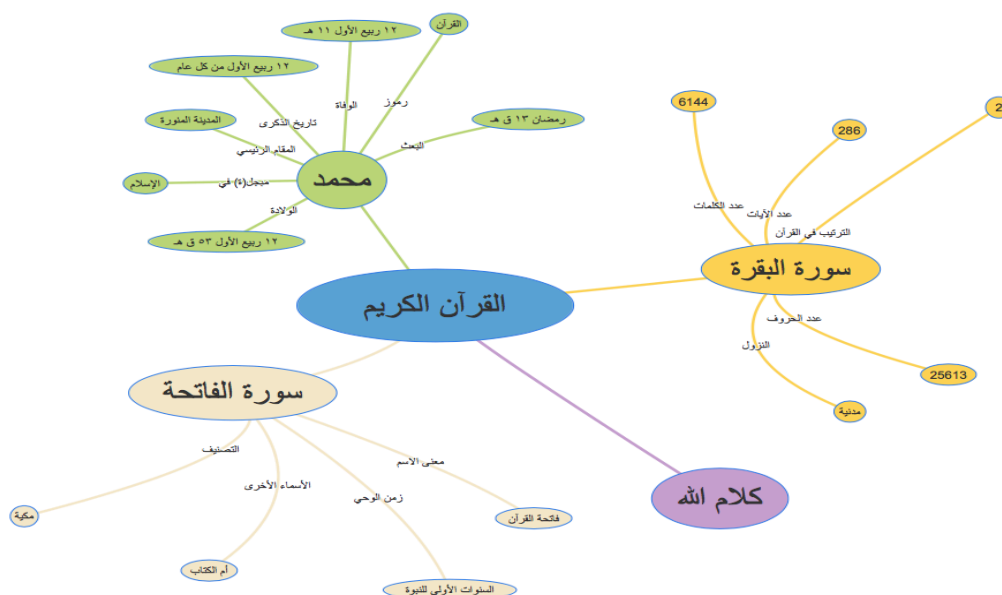 القرآن الكريم
محمد
١٢ ربيع الأول ١١ هـ
الوفاة
القرآن
رموز
١٢ ربيع الأول من كل عام
تاريخ الذكرى
رمضان ١٣ ق هـ
البعث
المدينة المنورة
المقام الرئيسي
الإسلام
مبجل(ة) في
الولادة
١٢ ربيع الأول ٥٣ ق هـ
سورة البقرة
2
الترتيب في القرآن
286
عدد الآيات
6144
عدد الكلمات
عدد الحروف
25613
النزول
مدنية
سورة الفاتحة
معنى الاسم
فاتحة القرآن
زمن الوحي
السنوات الأولى للنبوة
الأسماء الأخرى
أم الكتاب
التصنيف
مكية
كلام الله